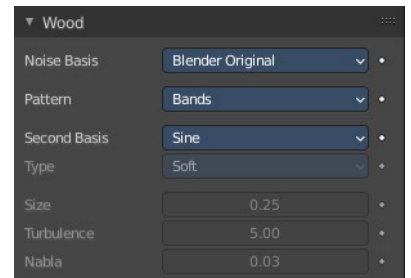 Wood
Noise Basis Blender Original
Pattern Bands
Second Basis Sine
Type Soft
Size 0.25
Turbulence 5.00
Nabla 0.03